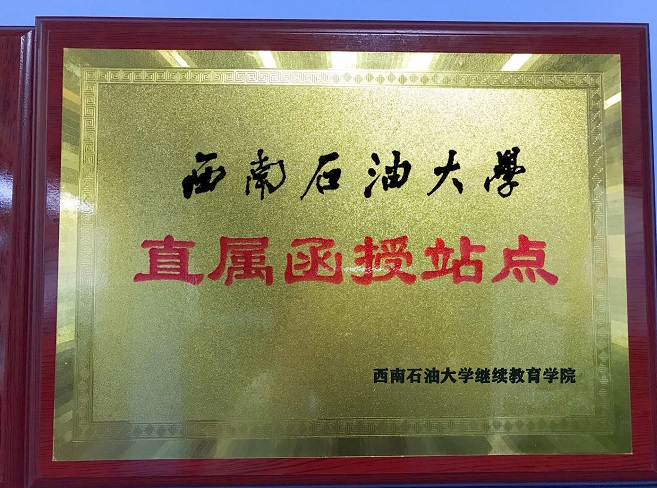 西南石油大學
直属函授站点
西南石油大学继续教育学院